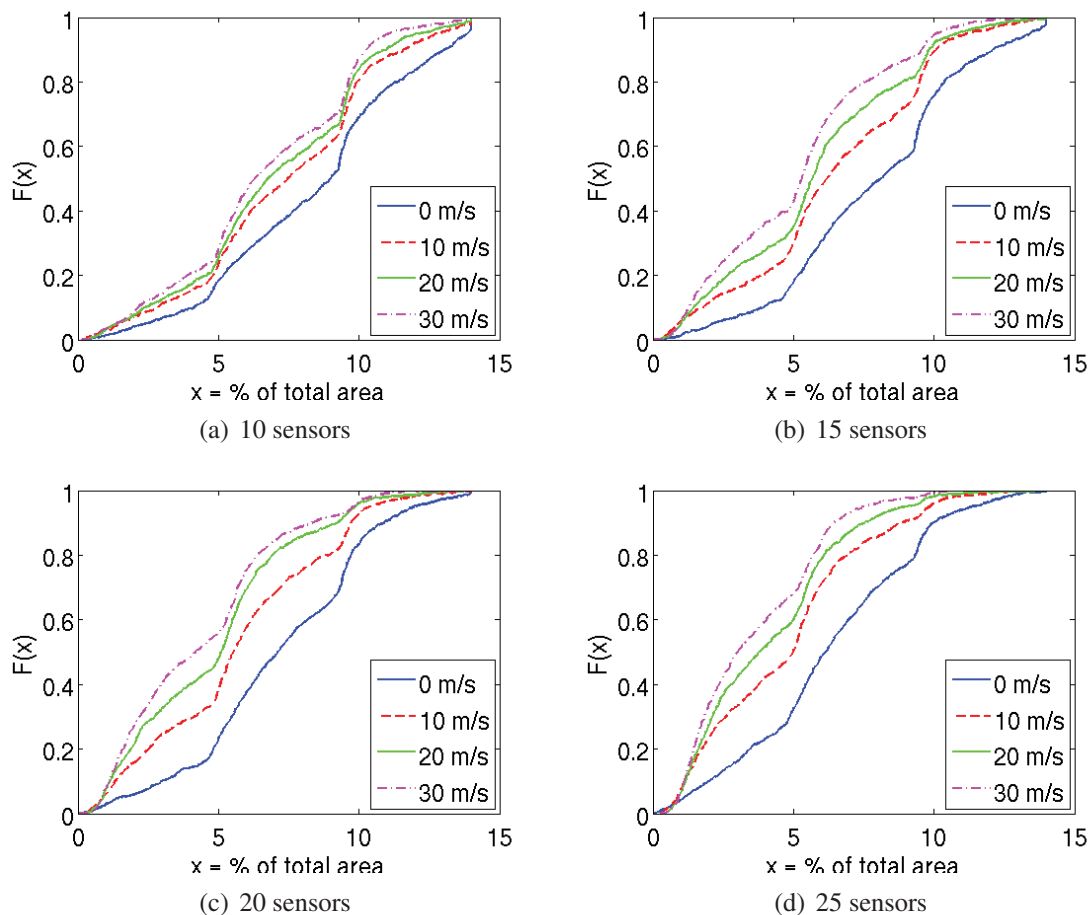 1
0.8
0.6
0.4
0.2
0
F(x)
0 m/s
10 m/s
20 m/s
30 m/s
0 5 10 15
x = % of total area
(a) 10 sensors
1
0.8
0.6
0.4
0.2
0
F(x)
0 m/s
10 m/s
20 m/s
30 m/s
0 5 10 15
x = % of total area
(b) 15 sensors
1
0.8
0.6
0.4
0.2
0
F(x)
0 m/s
10 m/s
20 m/s
30 m/s
0 5 10 15
x = % of total area
(c) 20 sensors
1
0.8
0.6
0.4
0.2
0
F(x)
0 m/s
10 m/s
20 m/s
30 m/s
0 5 10 15
x = % of total area
(d) 25 sensors